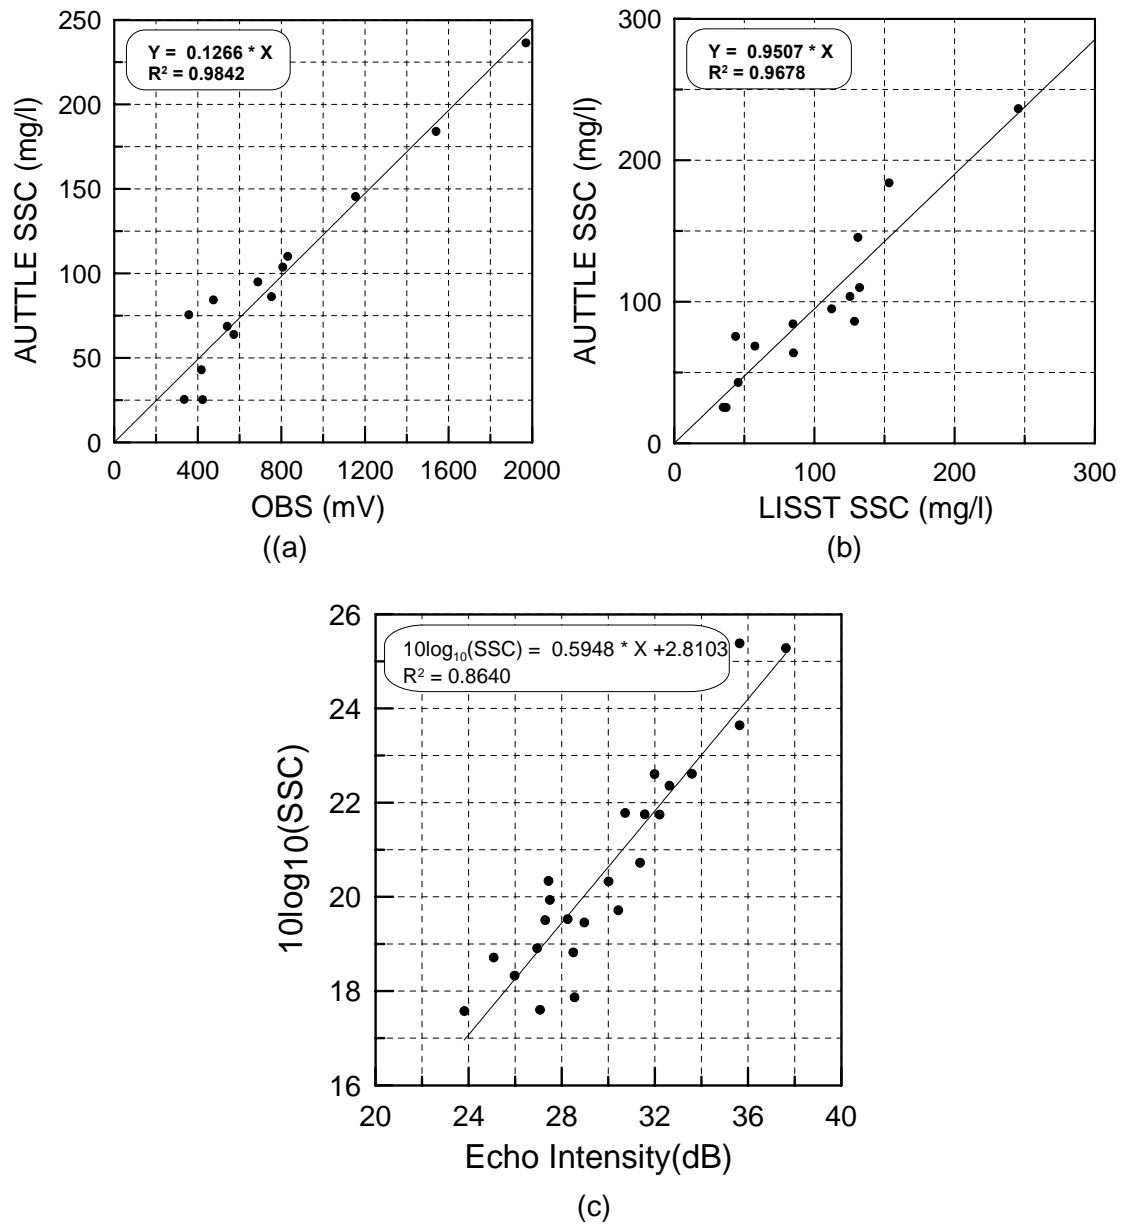 250
200
150
100
50
0
AUTTLE SSC (mg/l)
Y = 0.1266 * X
R² = 0.9842
0 400 800 1200 1600 2000
OBS (mV)
((a)
300
200
100
0
AUTTLE SSC (mg/l)
Y = 0.9507 * X
R² = 0.9678
0 100 200 300
LISST SSC (mg/l)
(b)
26
24
22
20
18
16
10log10(SSC)
10log₁₀(SSC) = 0.5948 * X +2.8103
R² = 0.8640
20 24 28 32 36 40
Echo Intensity(dB)
(c)